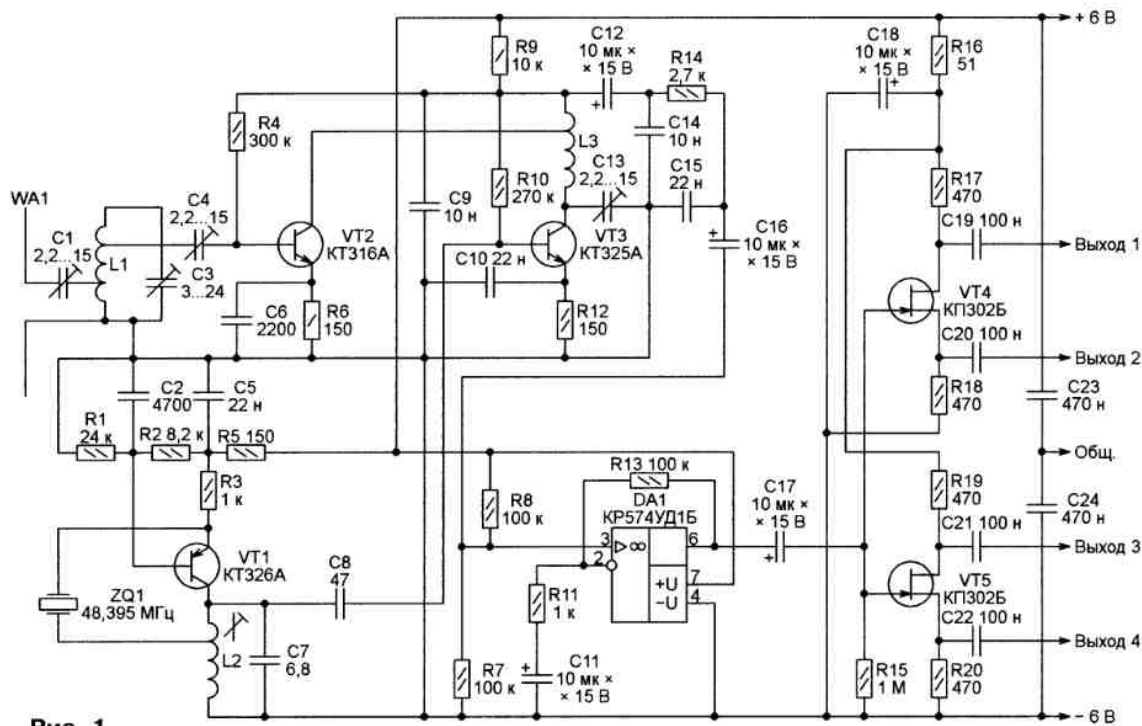 + 6 В
C12
10 мк ×
× 15 В
R9
10 к
R14
2,7 к
C18
10 мк ×
× 15 В
R16
51
R4
300 к
L3
C14
10 н
C13
2,2...15
C15
22 н
R10
270 к
C9
10 н
R17
470
WA1
C4
2,2...15
C1
2,2...15
L1
VT2
КТ316А
C3
3...24
VT3
КТ325А
C16
10 мк ×
× 15 В
C19 100 н
Выход 1
C10 22 н
VT4
КП302Б
C6
2200
R6
150
R12
150
C20 100 н
Выход 2
C2
4700
C5
22 н
R18
470
C23
470 н
R1
24 к
R2 8,2 к
R5 150
Общ.
R3
1 к
R8
100 к
R13 100 к
DA1
КР574УД1Б
C17
10 мк ×
× 15 В
R19
470
C24
470 н
C21 100 н
Выход 3
3
2
▷∞
6
7
4
+U
−U
VT1
КТ326А
C8
47
VT5
КП302Б
ZQ1
48,395 МГц
R11
1 к
C22 100 н
Выход 4
L2
C7
6,8
R7
100 к
C11
10 мк ×
× 15 В
R15
1 М
R20
470
− 6 В
Рис. 1